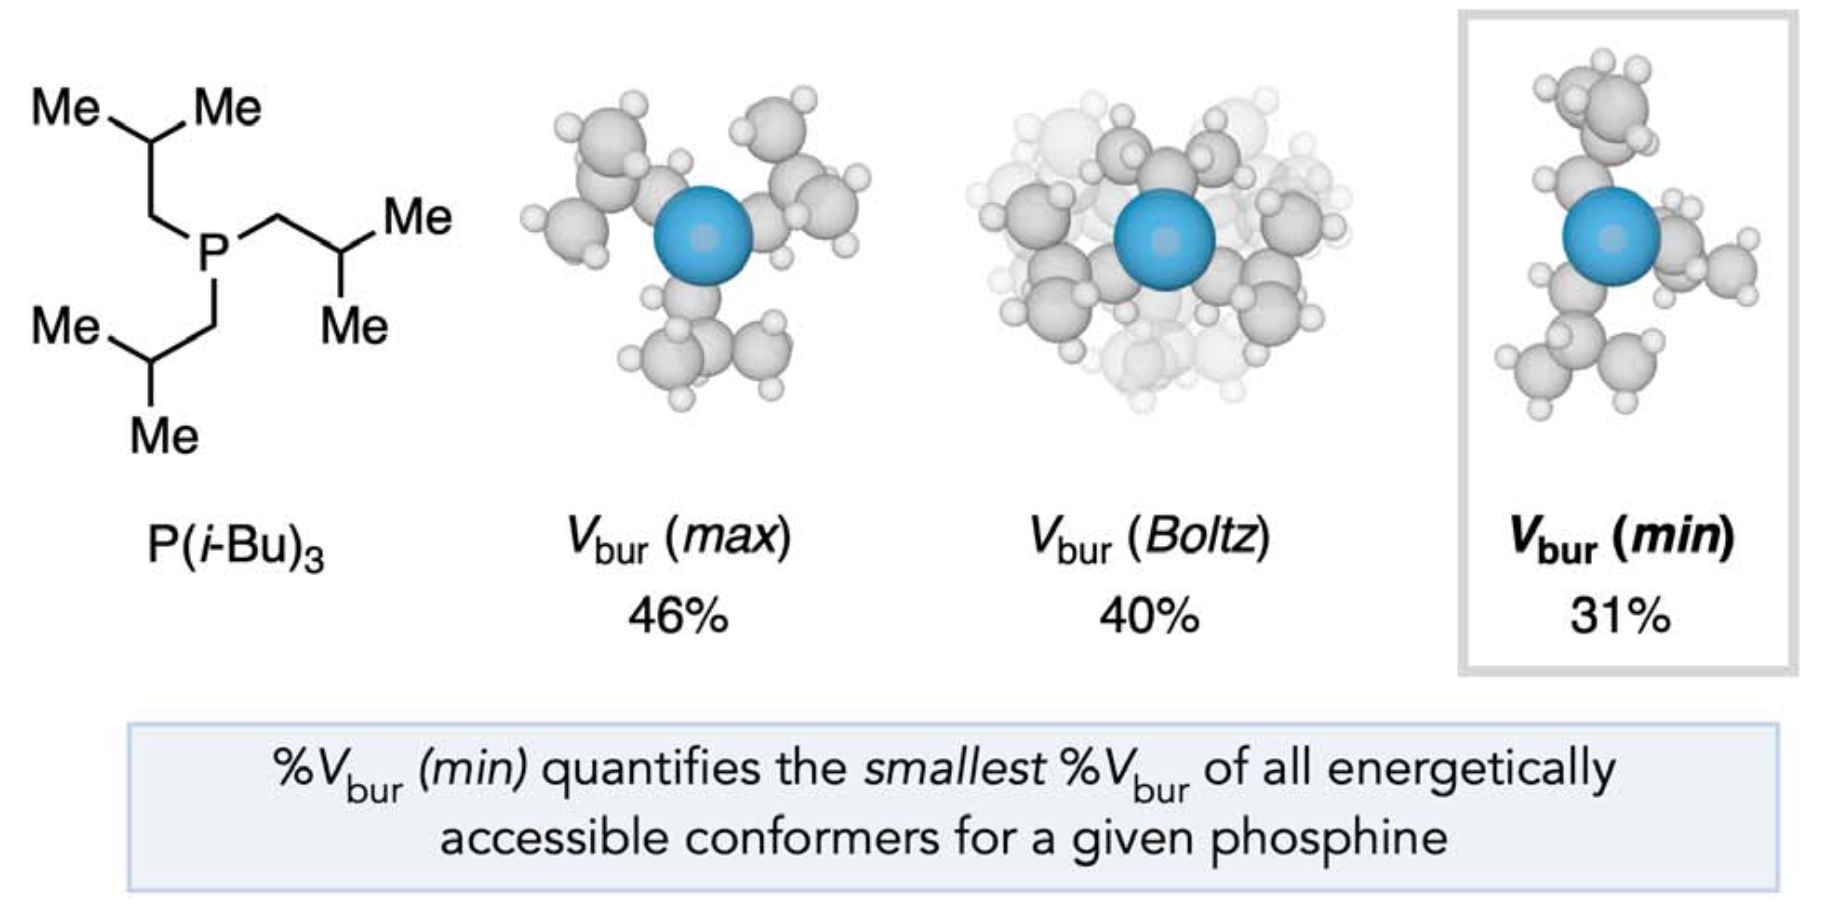 Me Me
P Me
Me Me
Me
P(i-Bu)3
Vbur (max)
46%
Vbur (Boltz)
40%
Vbur (min)
31%
%Vbur (min) quantifies the smallest %Vbur of all energetically
accessible conformers for a given phosphine